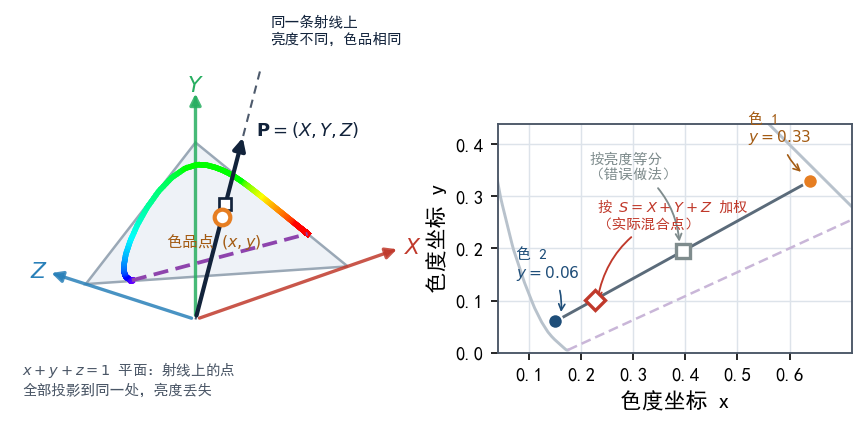 同一条射线上
亮度不同，色品相同
Y
P = (X, Y, Z)
色品点 (x, y)
Z
X
x + y + z = 1 平面：射线上的点
全部投影到同一处，亮度丢失
色 1
y = 0.33
按亮度等分
（错误做法）
按 S = X + Y + Z 加权
（实际混合点）
色 2
y = 0.06
色度坐标 y
0.4
0.3
0.2
0.1
0.0
0.1 0.2 0.3 0.4 0.5 0.6
色度坐标 x